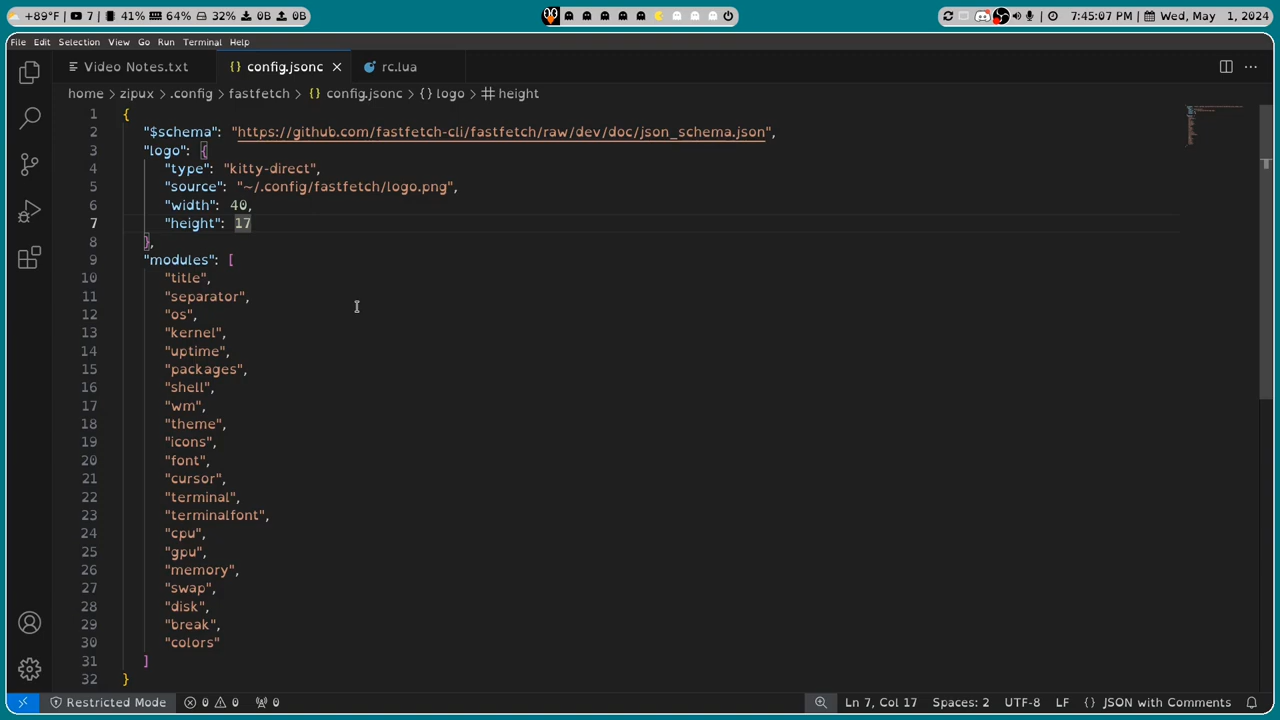 +89°F | 7 | 41% 64% 32% 0B 0B
7:45:07 PM Wed, May 1, 2024
File Edit Selection View Go Run Terminal Help
Video Notes.txt {} config.jsonc × rc.lua ···
home > zipux > .config > fastfetch > {} config.jsonc > {} logo > height
1 {
2 "$schema": "https://github.com/fastfetch-cli/fastfetch/raw/dev/doc/json_schema.json",
3 "logo": {
4 "type": "kitty-direct",
5 "source": "~/.config/fastfetch/logo.png",
6 "width": 40,
7 "height": 17
8 },
9 "modules": [
10 "title",
11 "separator",
12 "os",
13 "kernel",
14 "uptime",
15 "packages",
16 "shell",
17 "wm",
18 "theme",
19 "icons",
20 "font",
21 "cursor",
22 "terminal",
23 "terminalfont",
24 "cpu",
25 "gpu",
26 "memory",
27 "swap",
28 "disk",
29 "break",
30 "colors"
31 ]
32 }
Restricted Mode 0 0 0 Ln 7, Col 17 Spaces: 2 UTF-8 LF {} JSON with Comments